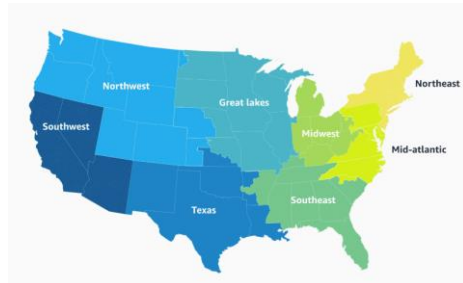 Northwest
Northeast
Great lakes
Southwest
Midwest
Mid-atlantic
Southeast
Texas